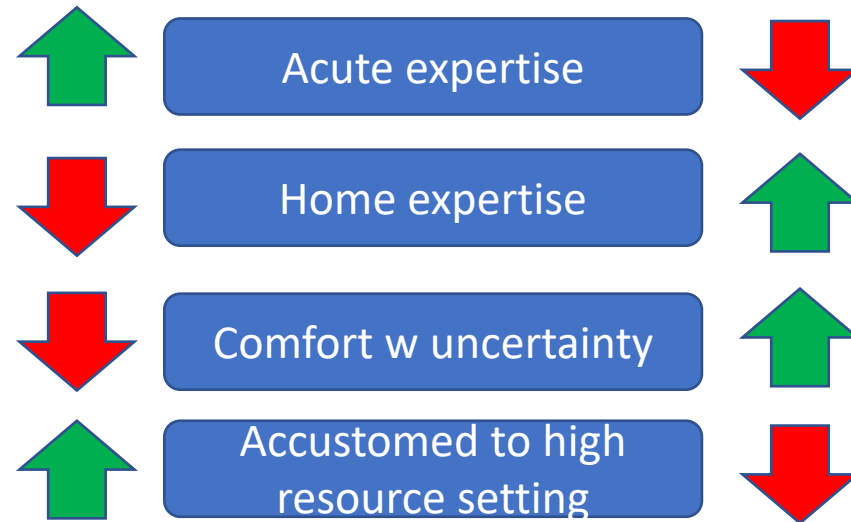 Acute expertise
Home expertise
Comfort w uncertainty
Accustomed to high
resource setting